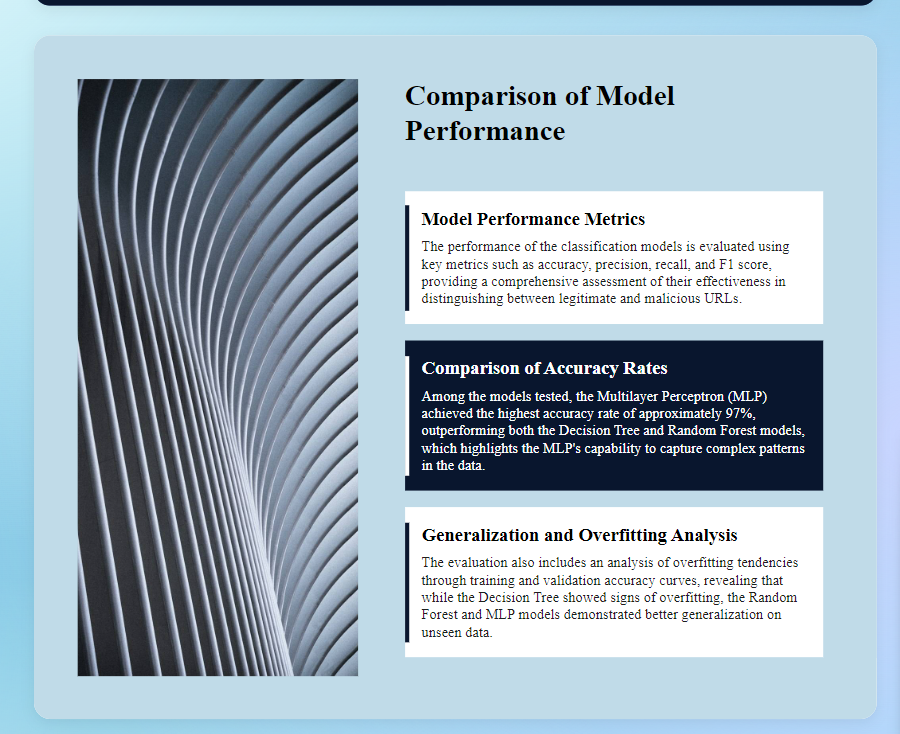 Comparison of Model
Performance
Model Performance Metrics
The performance of the classification models is evaluated using
key metrics such as accuracy, precision, recall, and F1 score,
providing a comprehensive assessment of their effectiveness in
distinguishing between legitimate and malicious URLs.
Comparison of Accuracy Rates
Among the models tested, the Multilayer Perceptron (MLP)
achieved the highest accuracy rate of approximately 97%,
outperforming both the Decision Tree and Random Forest models,
which highlights the MLP's capability to capture complex patterns
in the data.
Generalization and Overfitting Analysis
The evaluation also includes an analysis of overfitting tendencies
through training and validation accuracy curves, revealing that
while the Decision Tree showed signs of overfitting, the Random
Forest and MLP models demonstrated better generalization on
unseen data.